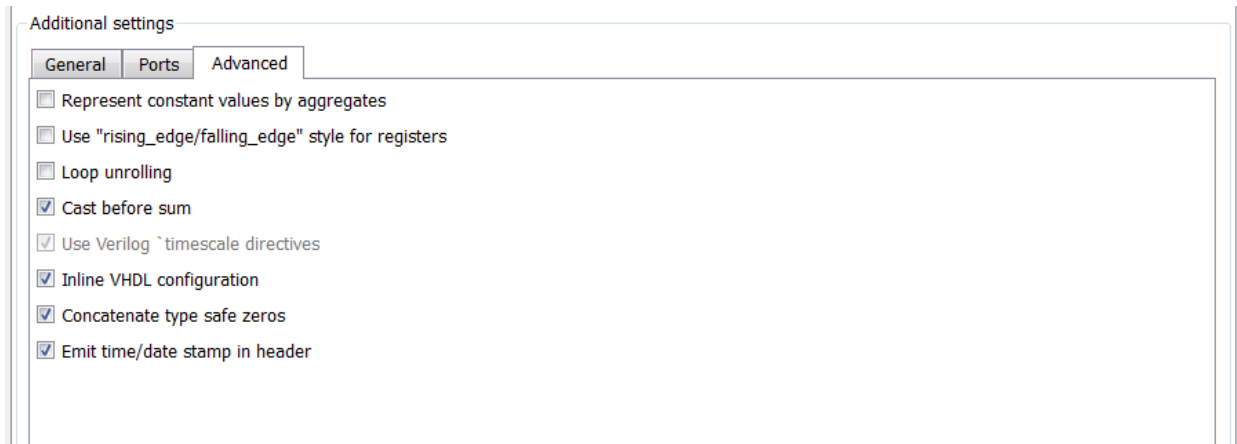 Additional settings
General Ports Advanced
Represent constant values by aggregates
Use "rising_edge/falling_edge" style for registers
Loop unrolling
Cast before sum
Use Verilog `timescale directives
Inline VHDL configuration
Concatenate type safe zeros
Emit time/date stamp in header